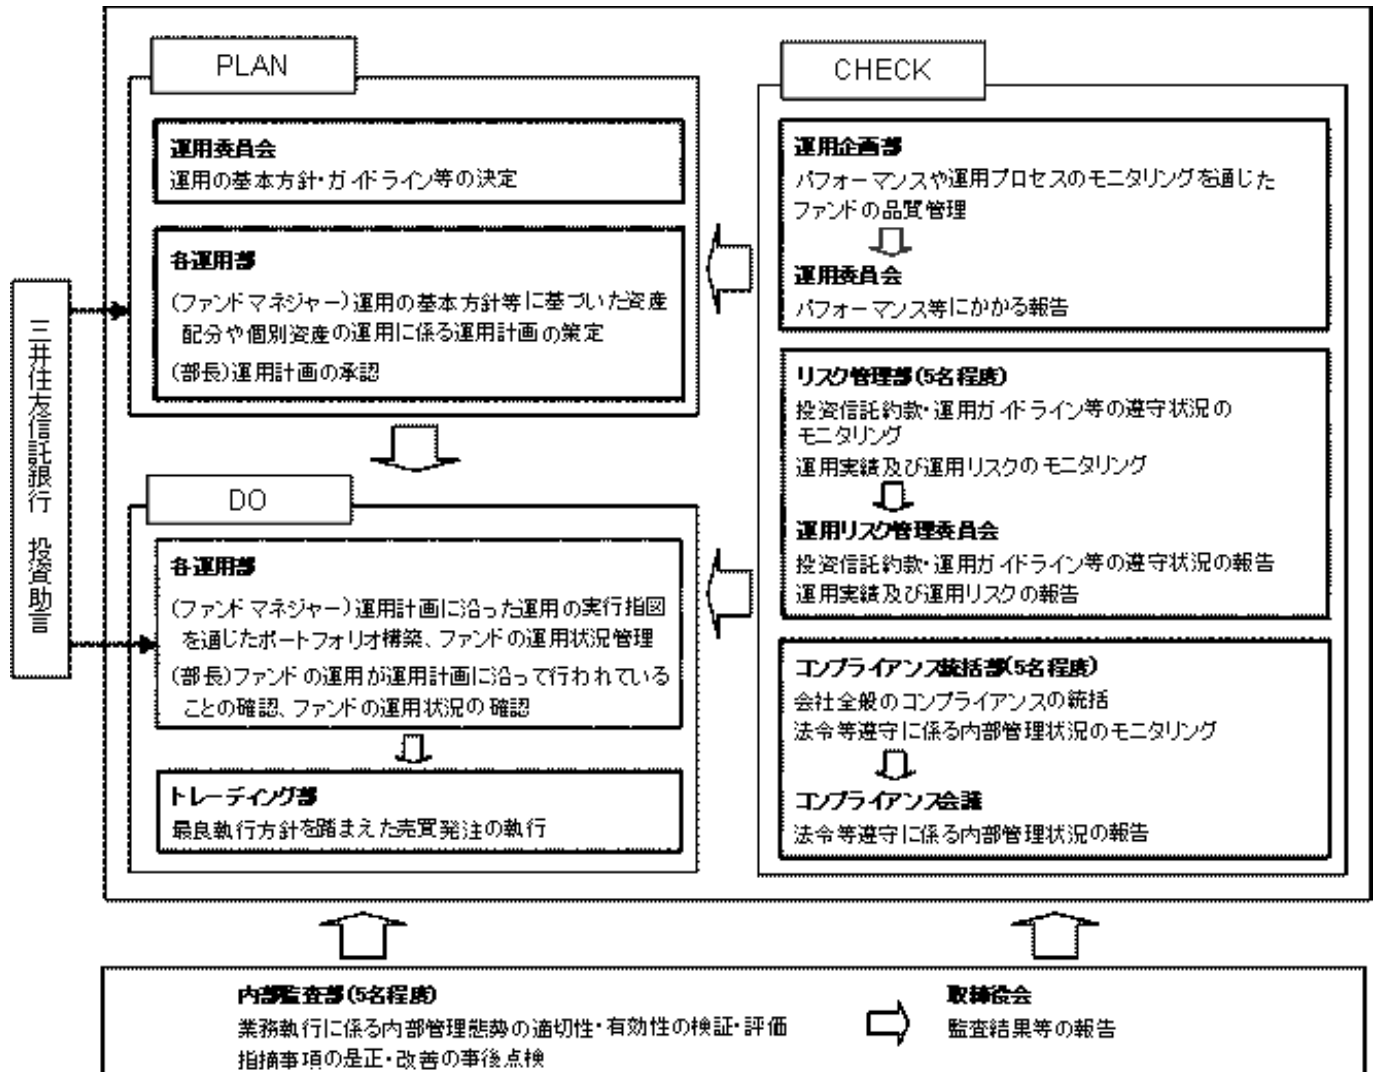 PLAN
運用委員会
運用の基本方針・ガイドライン等の決定
各運用部
(ファンドマネジャー)運用の基本方針等に基づいた資産
配分や個別資産の運用に係る運用計画の策定
(部長)運用計画の承認
DO
各運用部
(ファンドマネジャー)運用計画に沿った運用の実行指図
を通じたポートフォリオ構築、ファンドの運用状況管理
(部長)ファンドの運用が運用計画に沿って行われている
ことの確認、ファンドの運用状況の確認
トレーディング部
最良執行方針を踏まえた売買発注の執行
CHECK
運用企画部
パフォーマンスや運用プロセスのモニタリングを通じた
ファンドの品質管理
運用委員会
パフォーマンス等にかかる報告
リスク管理部(5名程度)
投資信託約款・運用ガイドライン等の遵守状況の
モニタリング
運用実績及び運用リスクのモニタリング
運用リスク管理委員会
投資信託約款・運用ガイドライン等の遵守状況の報告
運用実績及び運用リスクの報告
コンプライアンス統括部(5名程度)
会社全般のコンプライアンスの統括
法令等遵守に係る内部管理状況のモニタリング
コンプライアンス会議
法令等遵守に係る内部管理状況の報告
三井住友信託銀行 投資助言
内部監査部(5名程度)
業務執行に係る内部管理態勢の適切性・有効性の検証・評価
指摘事項の是正・改善の事後点検
取締役会
監査結果等の報告